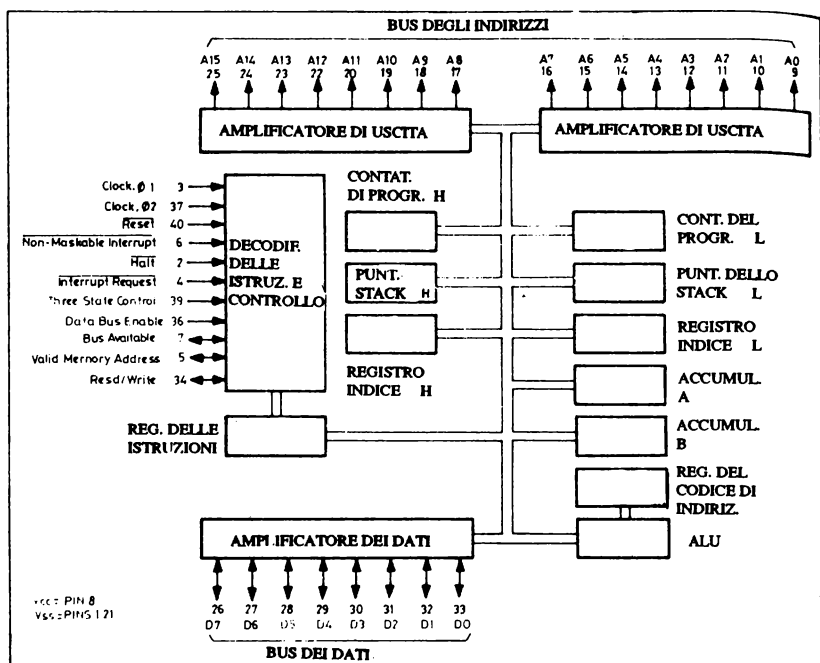 BUS DEGLI INDIRIZZI
A15 A14 A13 A12 A11 A10 A9 A8
25 24 23 22 20 19 18 17
A7 A6 A5 A4 A3 A2 A1 A0
16 15 14 13 12 11 10 9
AMPLIFICATORE DI USCITA
AMPLIFICATORE DI USCITA
Clock, Ø 1 3
Clock, Ø2 37
Reset 40
Non-Maskable Interrupt 6
Halt 2
Interrupt Request 4
Three State Control 39
Data Bus Enable 36
Bus Available 7
Valid Memory Address 5
Resd/Write 34
DECODIF.
DELLE
ISTRUZ. E
CONTROLLO
CONTAT.
DI PROGR. H
PUNT.
STACK H
REGISTRO
INDICE H
CONT. DEL
PROGR. L
PUNT. DELLO
STACK L
REGISTRO
INDICE L
ACCUMUL.
A
ACCUMUL.
B
REG. DELLE
ISTRUZIONI
REG. DEL
CODICE DI
INDIRIZ.
ALU
AMPLIFICATORE DEI DATI
26 27 28 29 30 31 32 33
D7 D6 D5 D4 D3 D2 D1 D0
BUS DEI DATI
Vcc = PIN 8
Vss = PINS 1 21